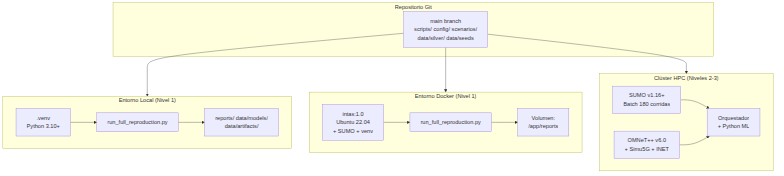 Repositorio Git
main branch
scripts/ config/ scenarios/
data/silver/ data/seeds
Entorno Local (Nivel 1)
.venv
Python 3.10+
run_full_reproduction.py
reports/ data/models/
data/artifacts/
Entorno Docker (Nivel 1)
intas:1.0
Ubuntu 22.04
+ SUMO + venv
run_full_reproduction.py
Volumen:
/app/reports
Clúster HPC (Niveles 2-3)
SUMO v1.16+
Batch 180 corridas
OMNeT++ v6.0
+ Simu5G + INET
Orquestador
+ Python ML